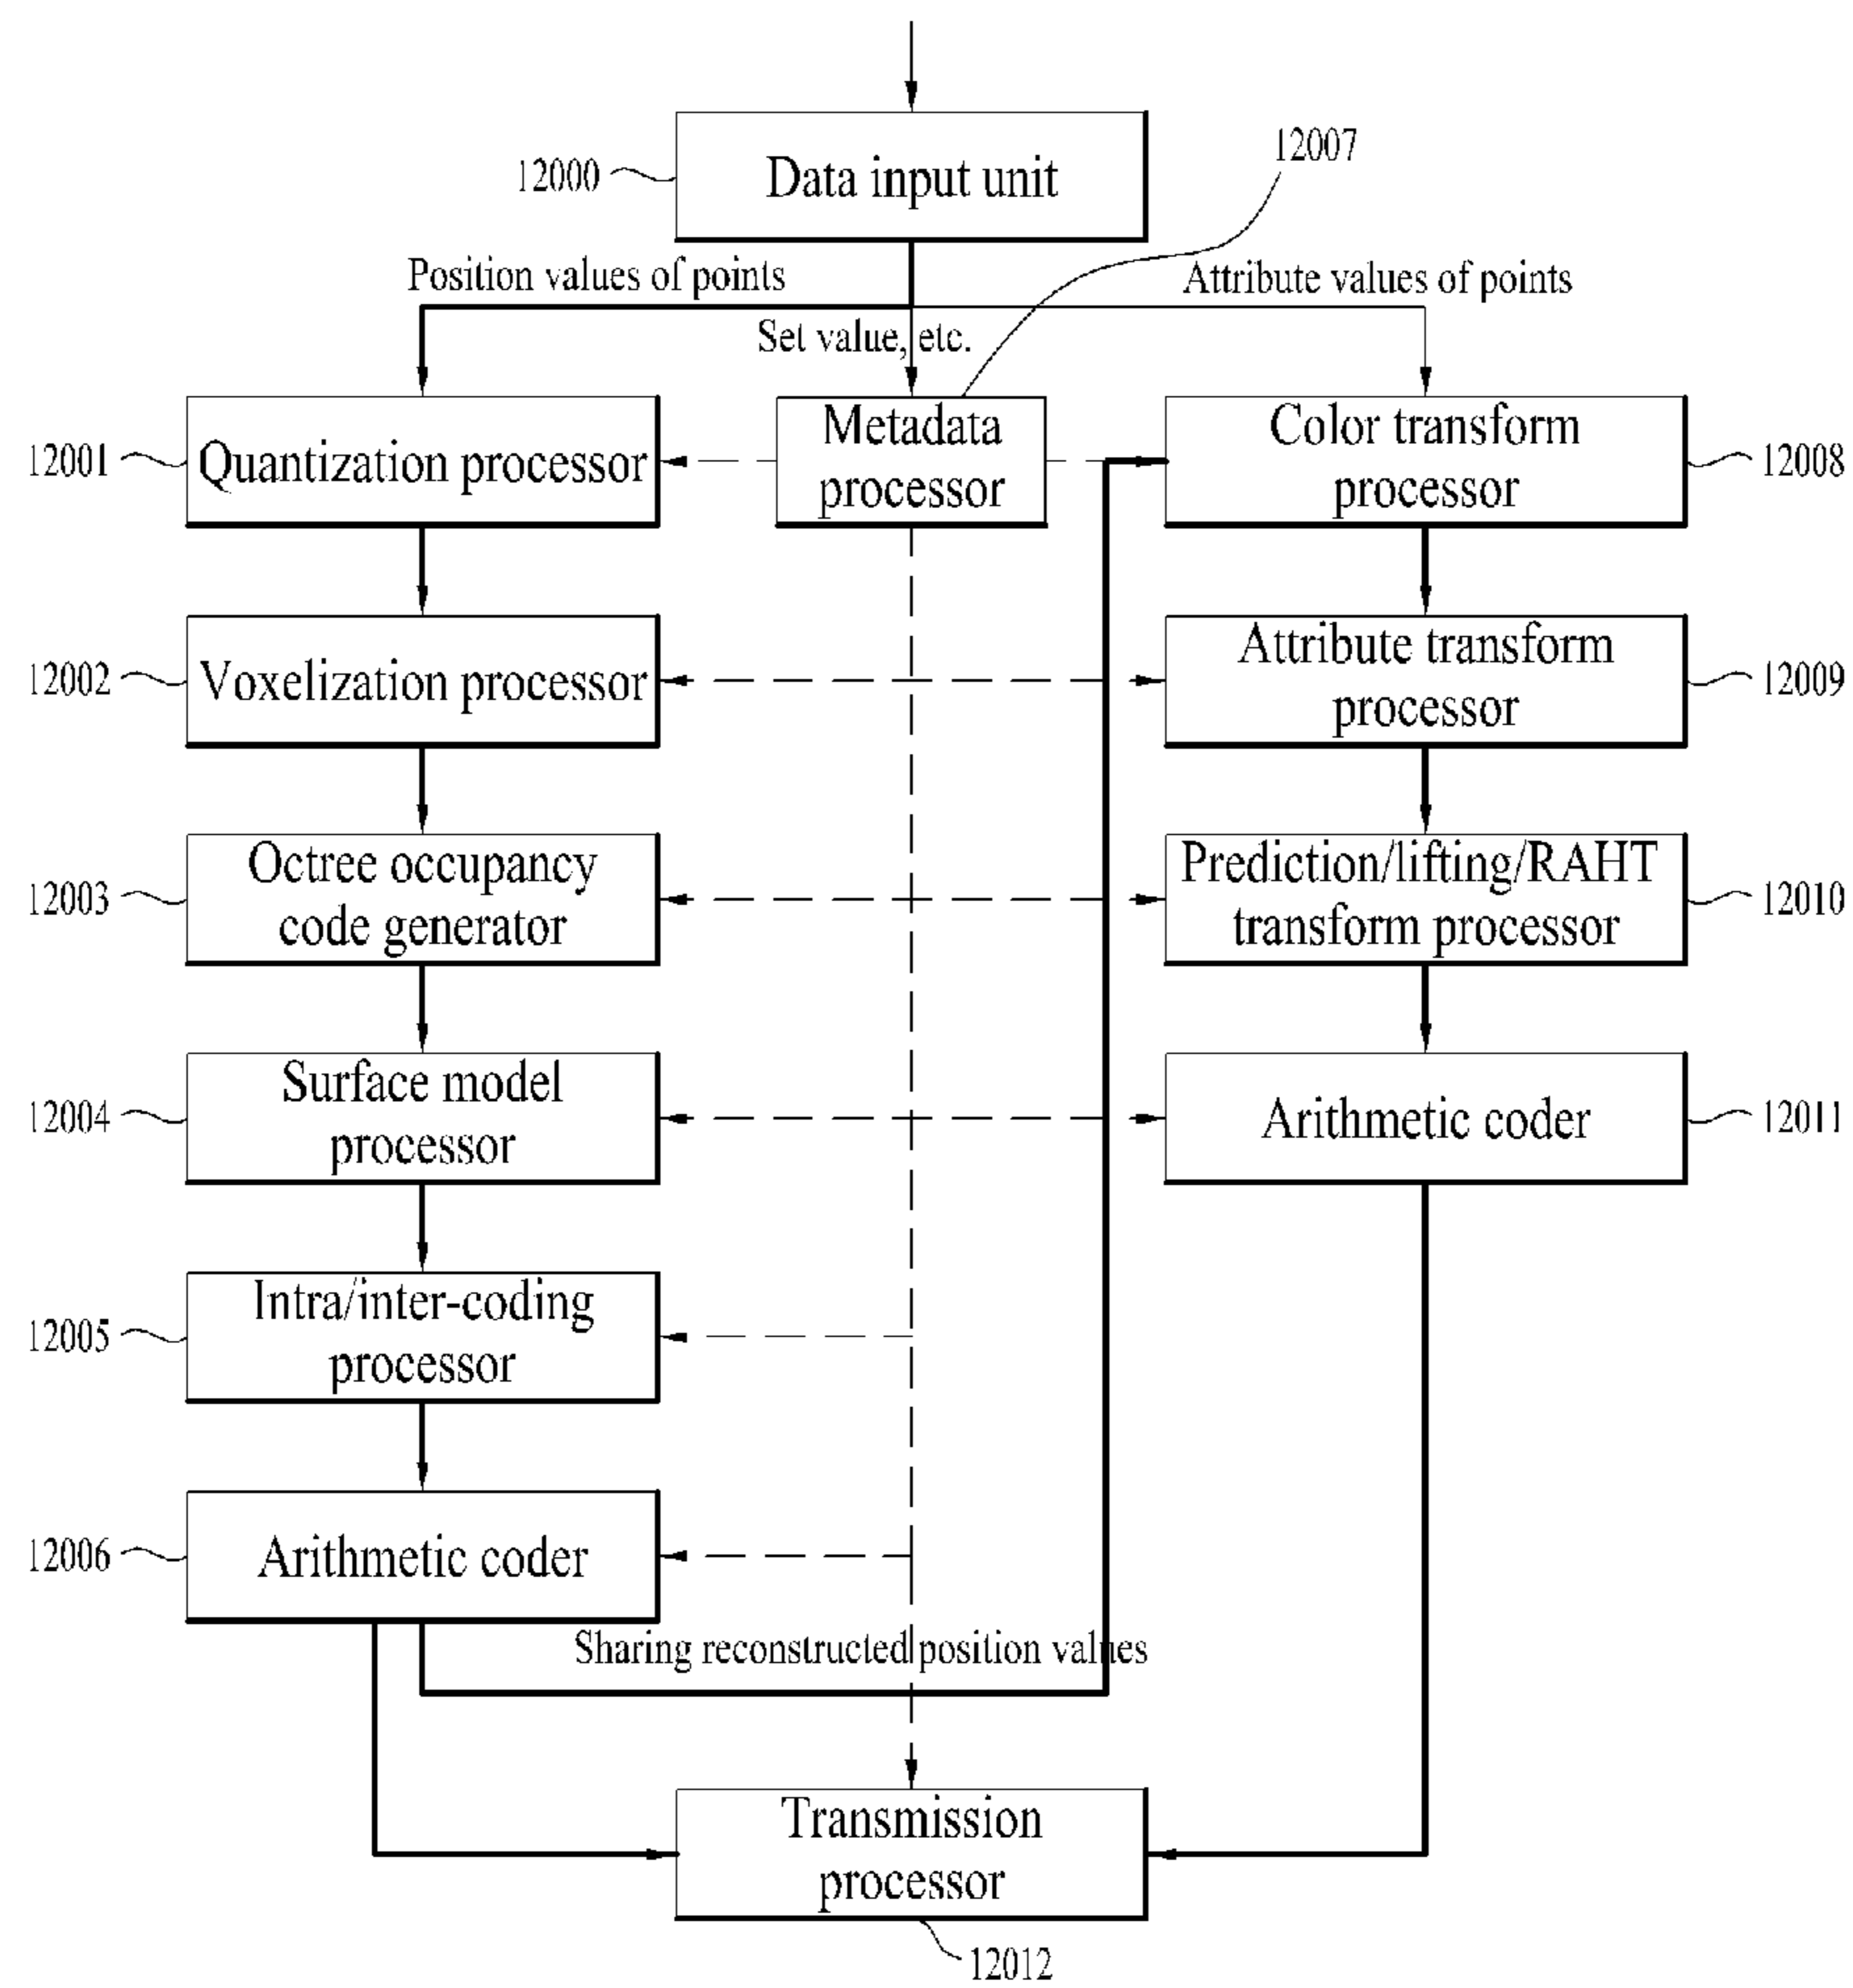 12000
Data input unit
12007
Position values of points
Attribute values of points
Set value, etc.
12001
Quantization processor
Metadata
processor
Color transform
processor
12008
12002
Voxelization processor
Attribute transform
processor
12009
12003
Octree occupancy
code generator
Prediction/lifting/RAHT
transform processor
12010
12004
Surface model
processor
Arithmetic coder
12011
12005
Intra/inter-coding
processor
12006
Arithmetic coder
Sharing reconstructed position values
Transmission
processor
12012